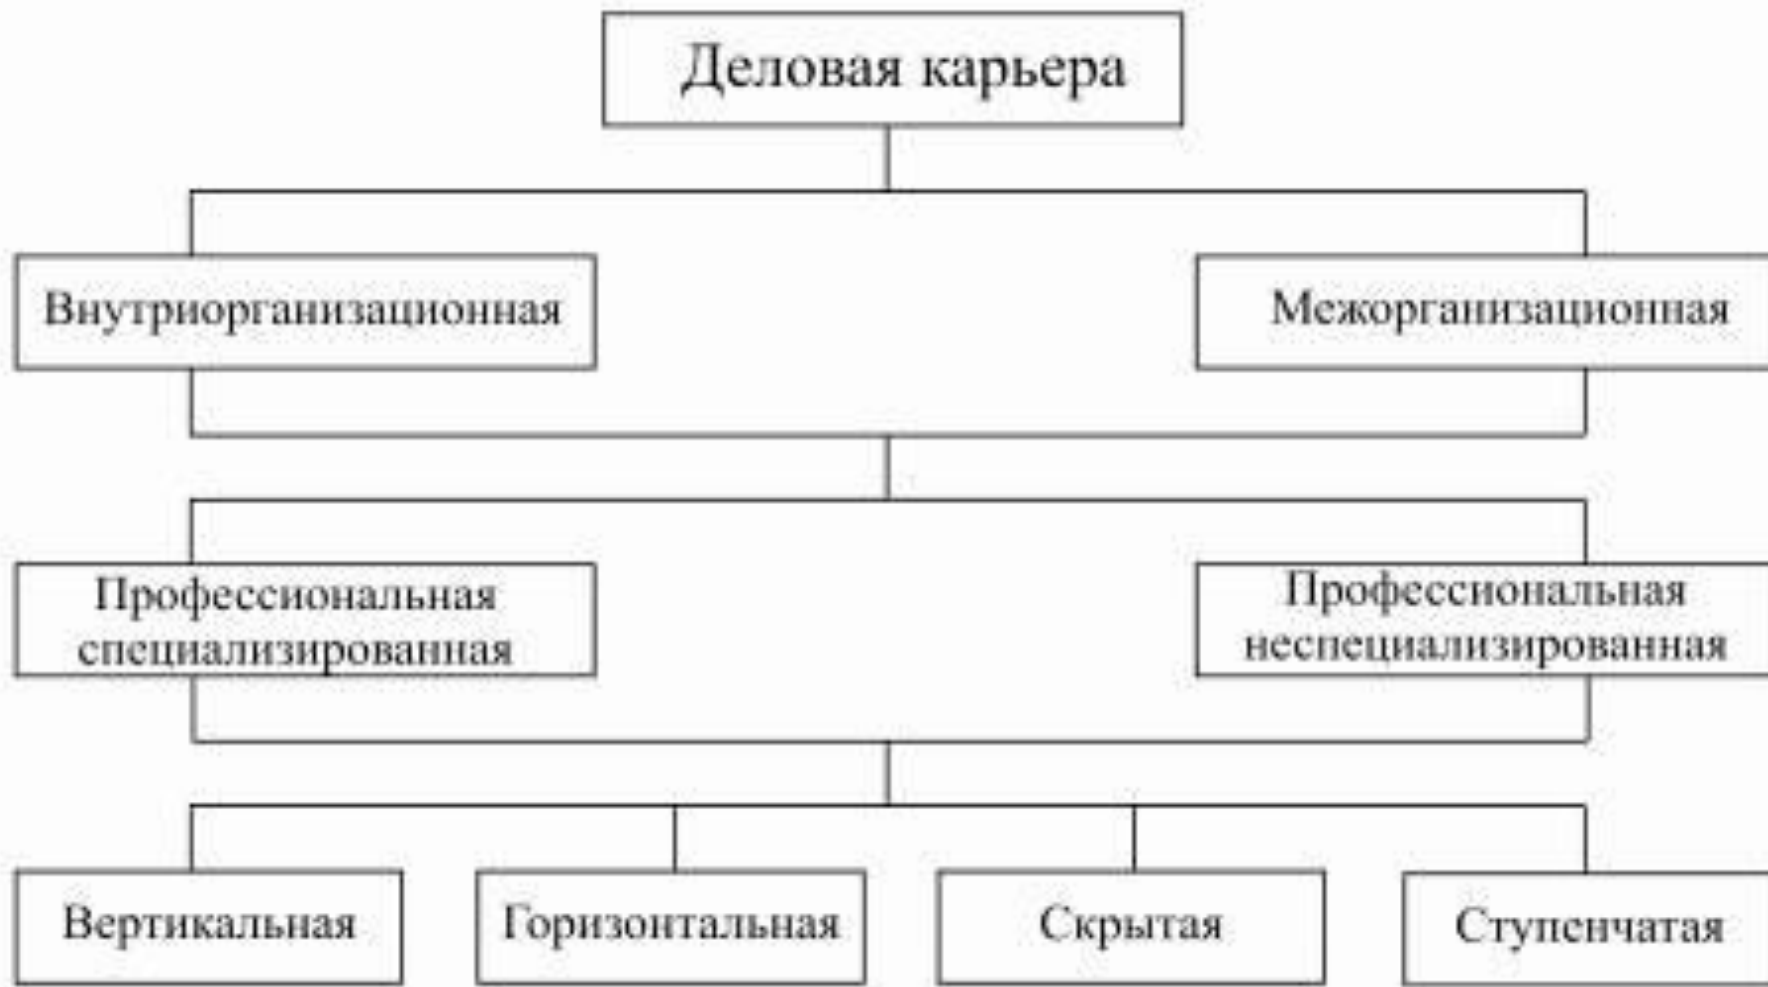 Деловая карьера
Внутриорганизационная
Межорганизационная
Профессиональная
специализированная
Профессиональная
неспециализированная
Вертикальная
Горизонтальная
Скрытая
Ступенчатая